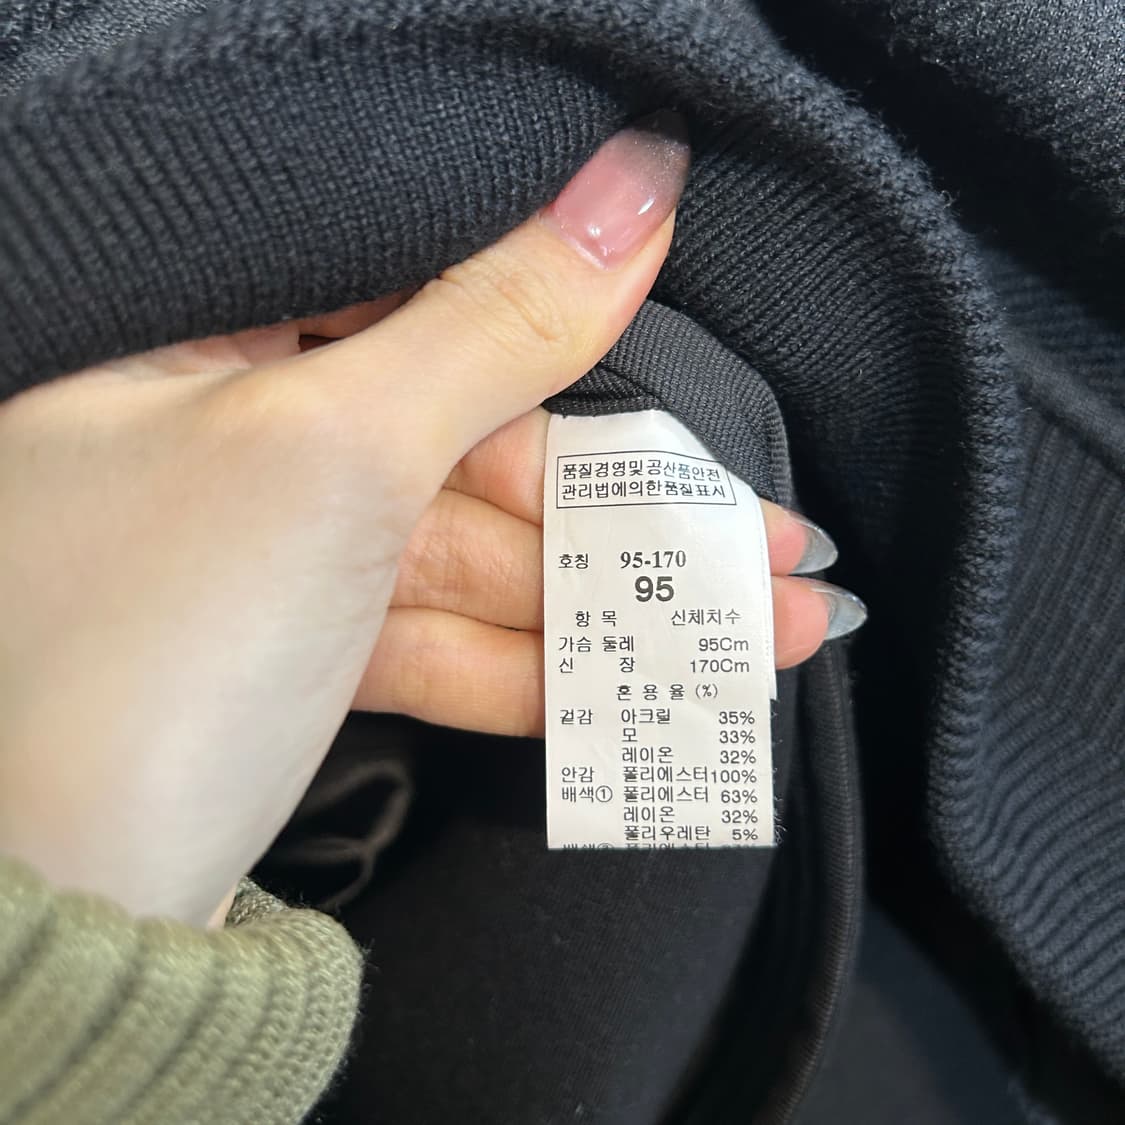 품질경영및공산품안전
관리법에의한품질표시
호칭 95-170
95
항 목 신체치수
가슴 둘레 95Cm
신 장 170Cm
혼 용 율 (%)
겉감 아크릴 35%
모 33%
레이온 32%
안감 폴리에스터 100%
배색① 폴리에스터 63%
레이온 32%
폴리우레탄 5%